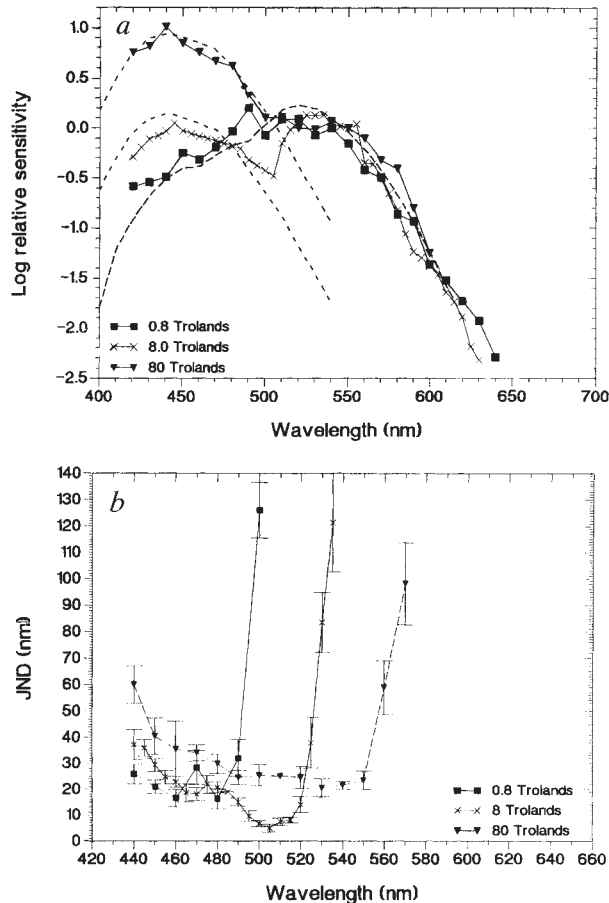 a
Log relative sensitivity
1.0
0.5
0.0
-0.5
-1.0
-1.5
-2.0
-2.5
0.8 Trolands
8.0 Trolands
80 Trolands
400 450 500 550 600 650 700
Wavelength (nm)
b
JND (nm)
140
130
120
110
100
90
80
70
60
50
40
30
20
10
0
0.8 Trolands
8 Trolands
80 Trolands
420 440 460 480 500 520 540 560 580 600 620 640 660
Wavelength (nm)